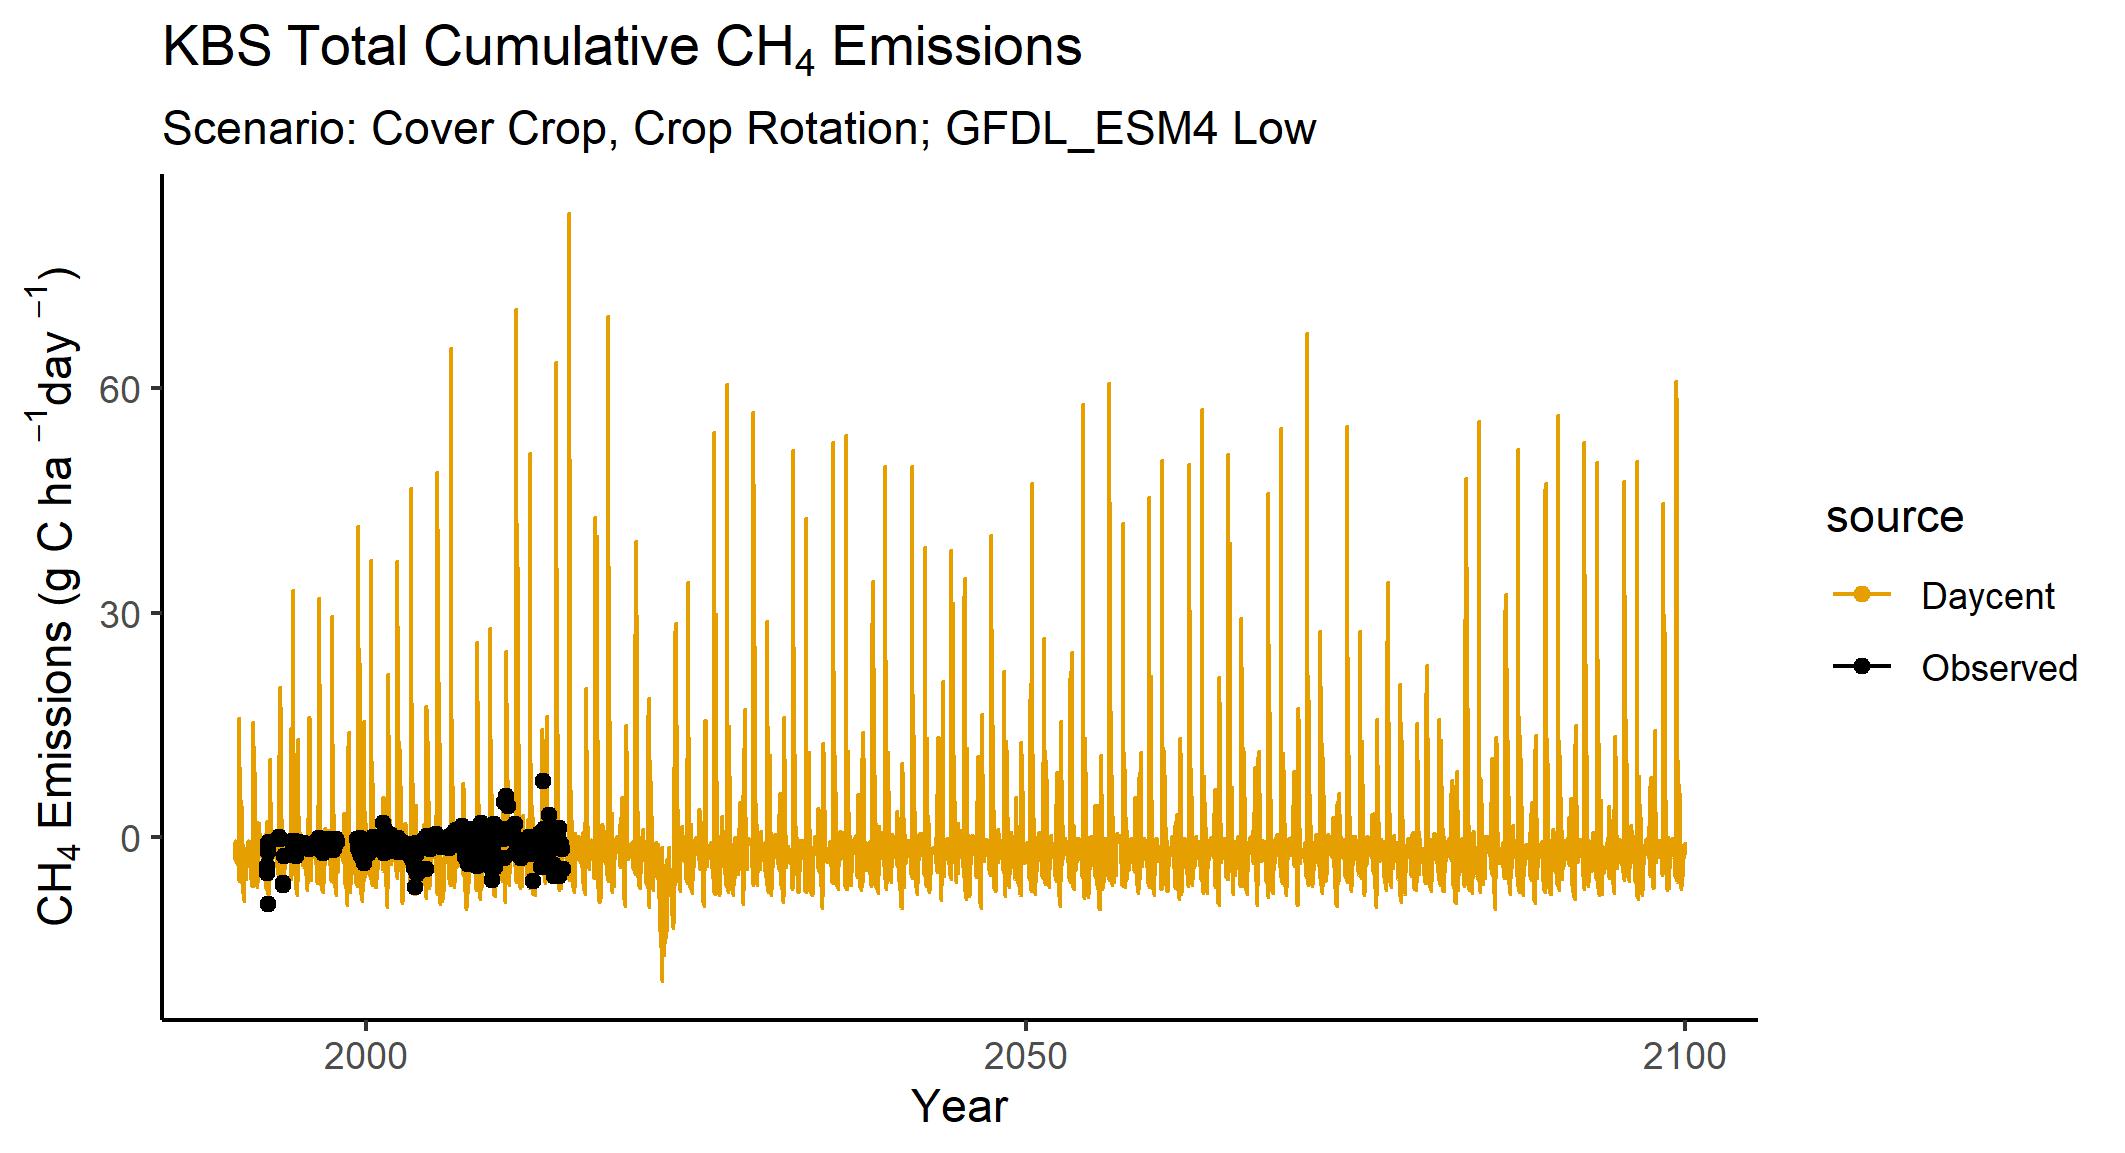 KBS Total Cumulative CH₄ Emissions
Scenario: Cover Crop, Crop Rotation; GFDL_ESM4 Low
CH₄ Emissions (g C ha ⁻¹day ⁻¹)
60
30
0
2000
2050
2100
Year
source
Daycent
Observed